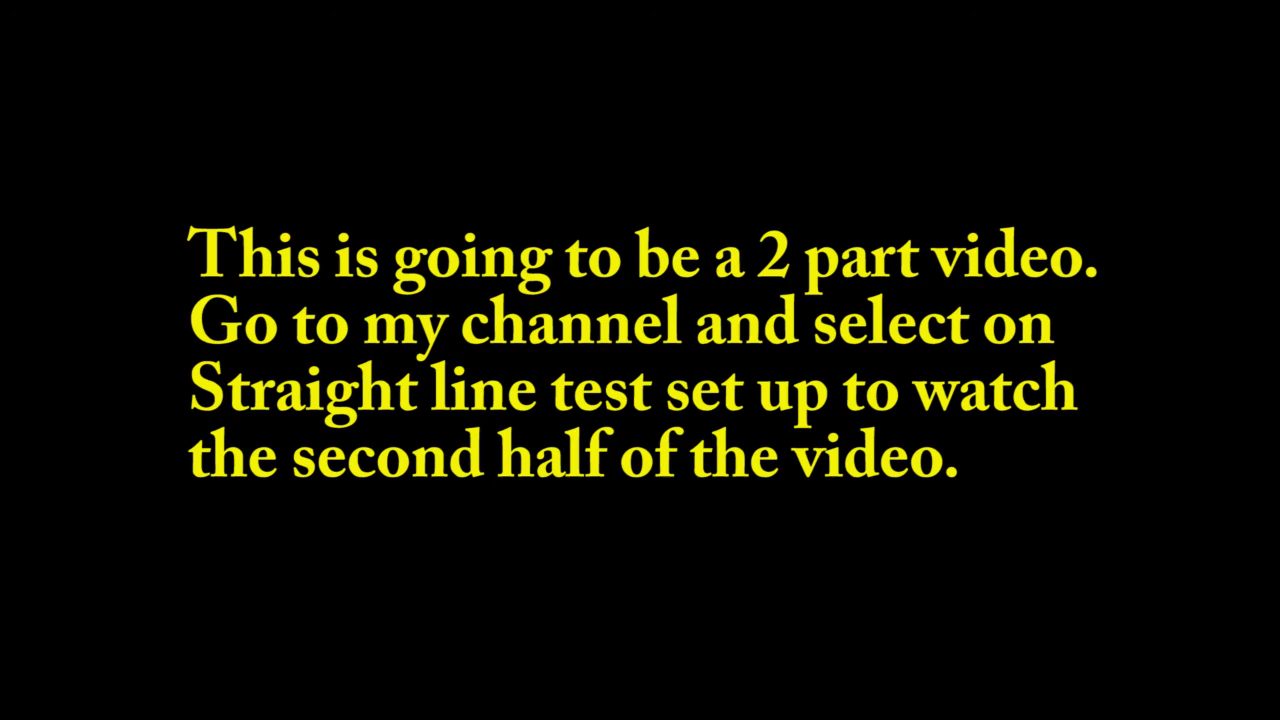 This is going to be a 2 part video.
Go to my channel and select on
Straight line test set up to watch
the second half of the video.